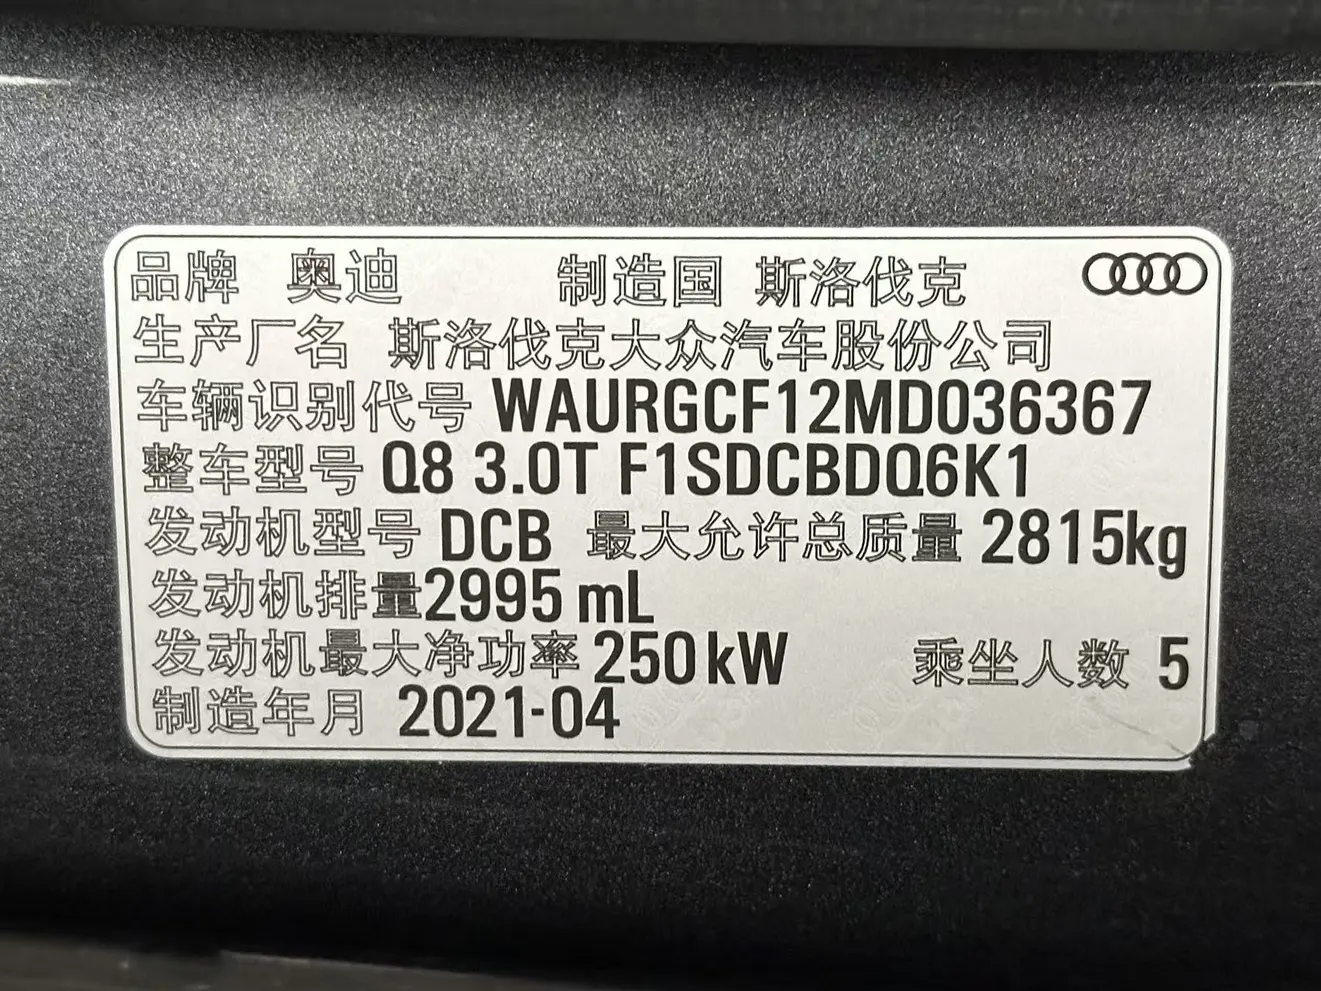 品牌 奥迪 制造国 斯洛伐克
生产厂名 斯洛伐克大众汽车股份公司
车辆识别代号 WAURGCF12MD036367
整车型号 Q8 3.0T F1SDCBDQ6K1
发动机型号 DCB 最大允许总质量 2815kg
发动机排量2995 mL
发动机最大净功率 250 kW 乘坐人数 5
制造年月 2021-04